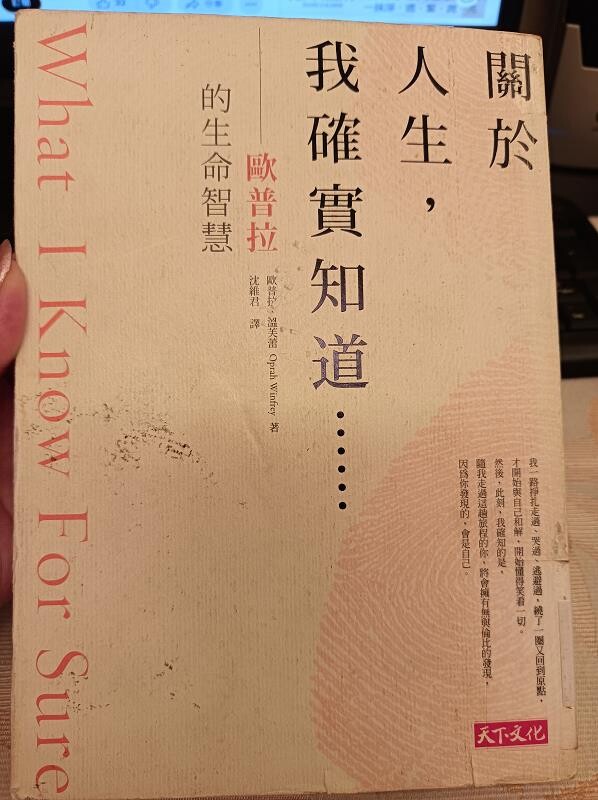 關於
人生，
我確實知道……
——歐普拉
的生命智慧
歐普拉．溫芙蕾 Oprah Winfrey 著
沈維君 譯
What I Know For Sure
我一路掙扎走過、哭過、逃避過，繞了一圈又回到原點，
才開始與自己和解，開始懂得笑看一切。
然後，此刻，我確知的是，
隨我走過這趟旅程的你，將會擁有無與倫比的發現，
因為你發現的，會是自己。
天下文化